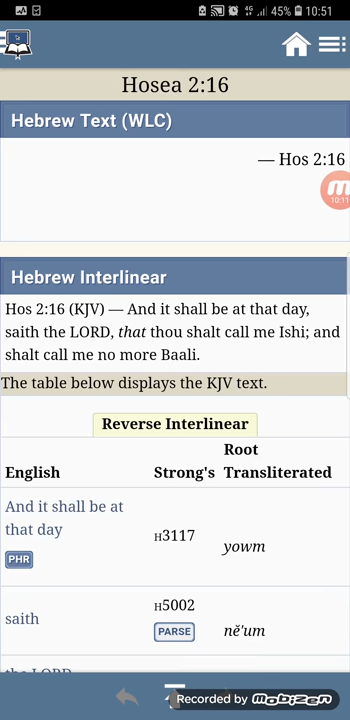 4G 45% 10:51
Hosea 2:16
Hebrew Text (WLC)
— Hos 2:16
10:11
Hebrew Interlinear
Hos 2:16 (KJV) — And it shall be at that day,
saith the LORD, that thou shalt call me Ishi; and
shalt call me no more Baali.
The table below displays the KJV text.
Reverse Interlinear
English Strong's Root Transliterated
And it shall be at
that day
PHR
H3117
yowm
saith
H5002
PARSE
nĕ'um
the LORD
Recorded by mobizen